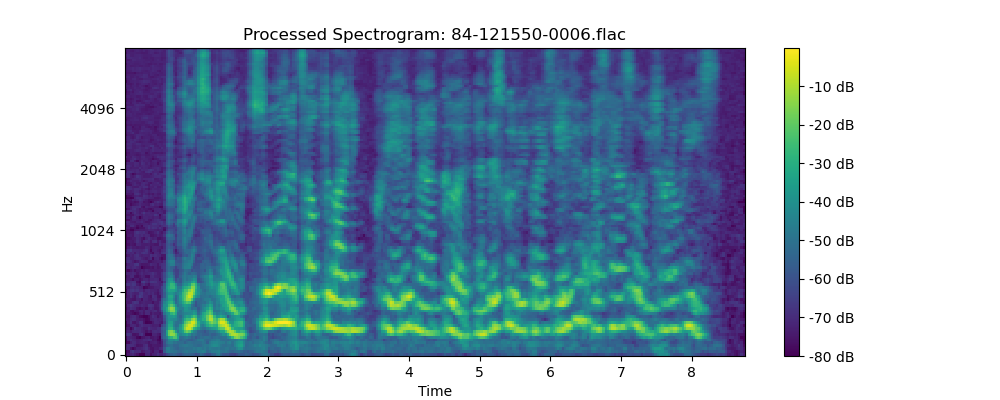 Processed Spectrogram: 84-121550-0006.flac
Hz
4096
2048
1024
512
0
0 1 2 3 4 5 6 7 8
Time
-10 dB
-20 dB
-30 dB
-40 dB
-50 dB
-60 dB
-70 dB
-80 dB